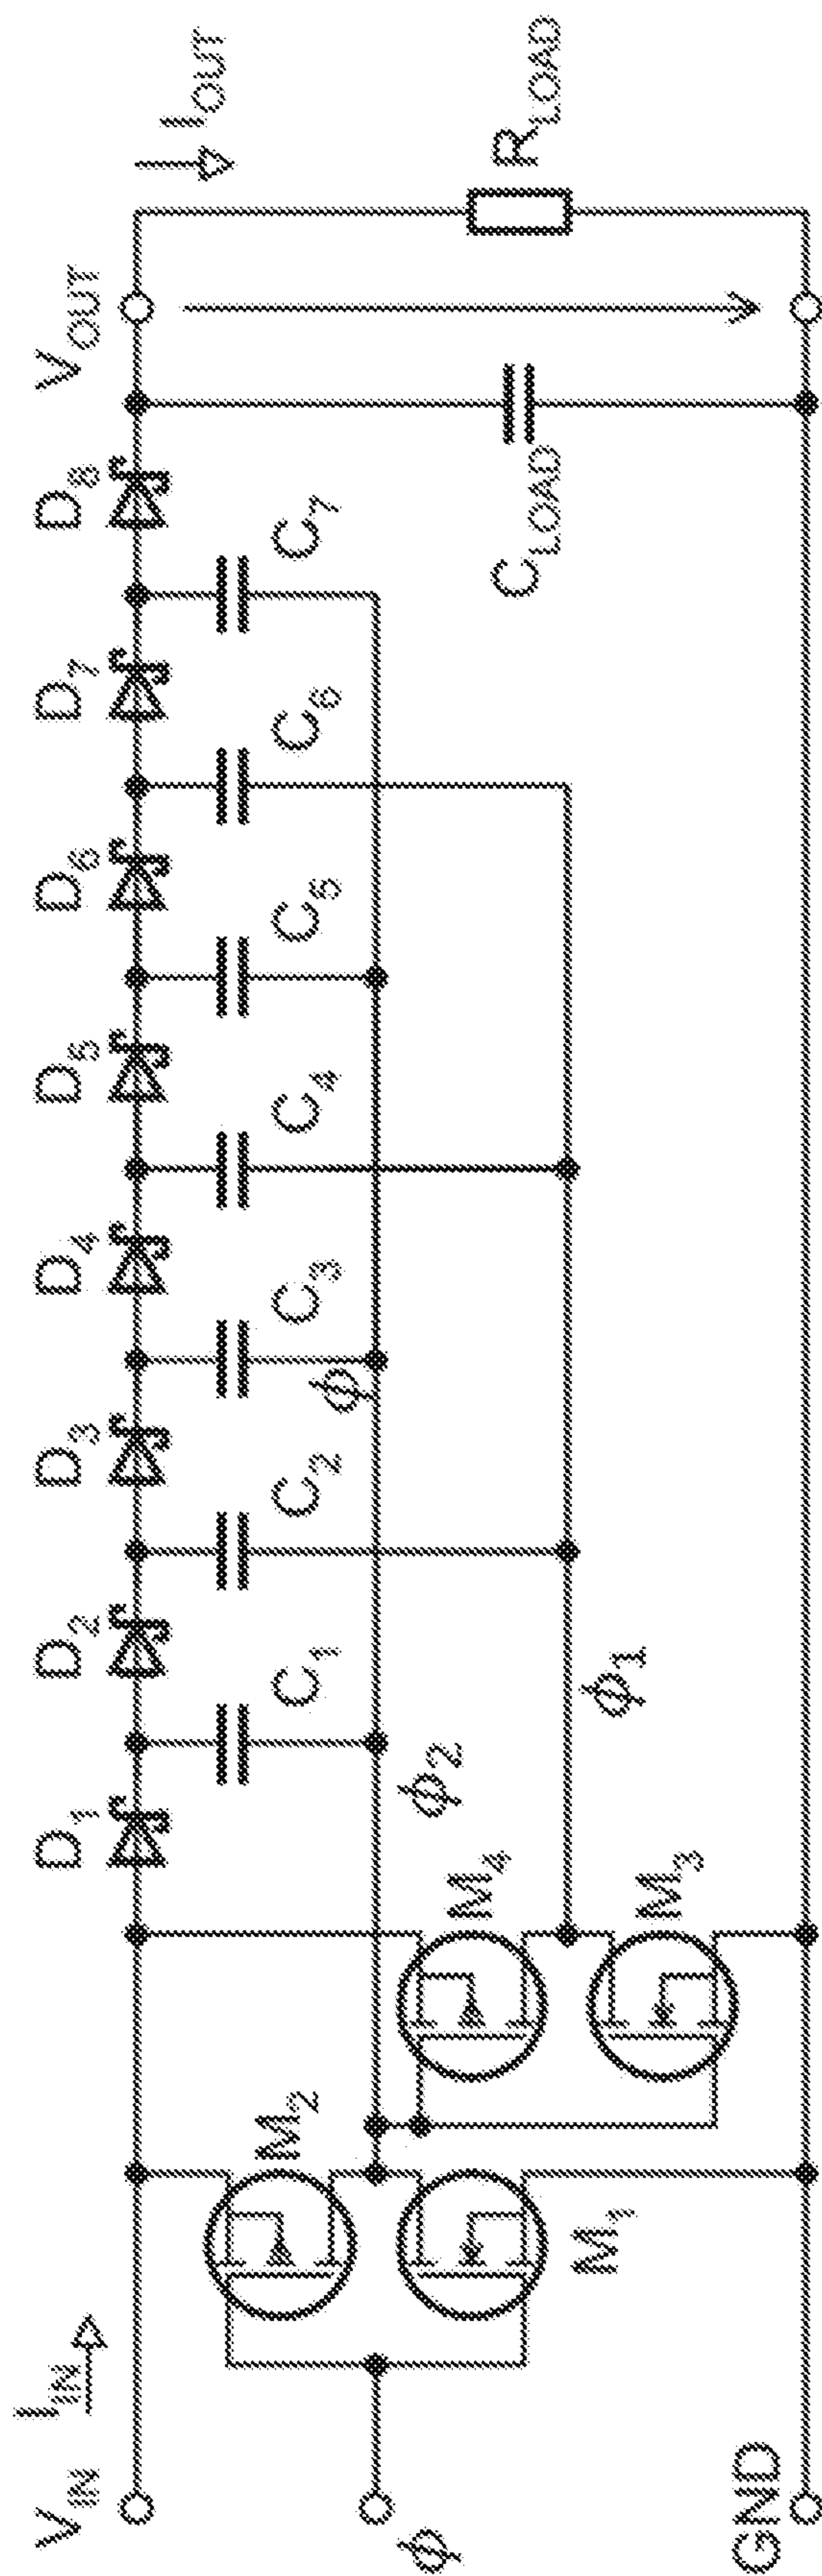 V_IN
I_IN
D_1
D_2
D_3
D_4
D_5
D_6
D_7
D_8
V_OUT
I_OUT
C_1
C_2
C_3
C_4
C_5
C_6
C_7
M_2
ϕ
ϕ
ϕ_2
M_1
M_4
M_3
ϕ_1
C_LOAD
R_LOAD
GND